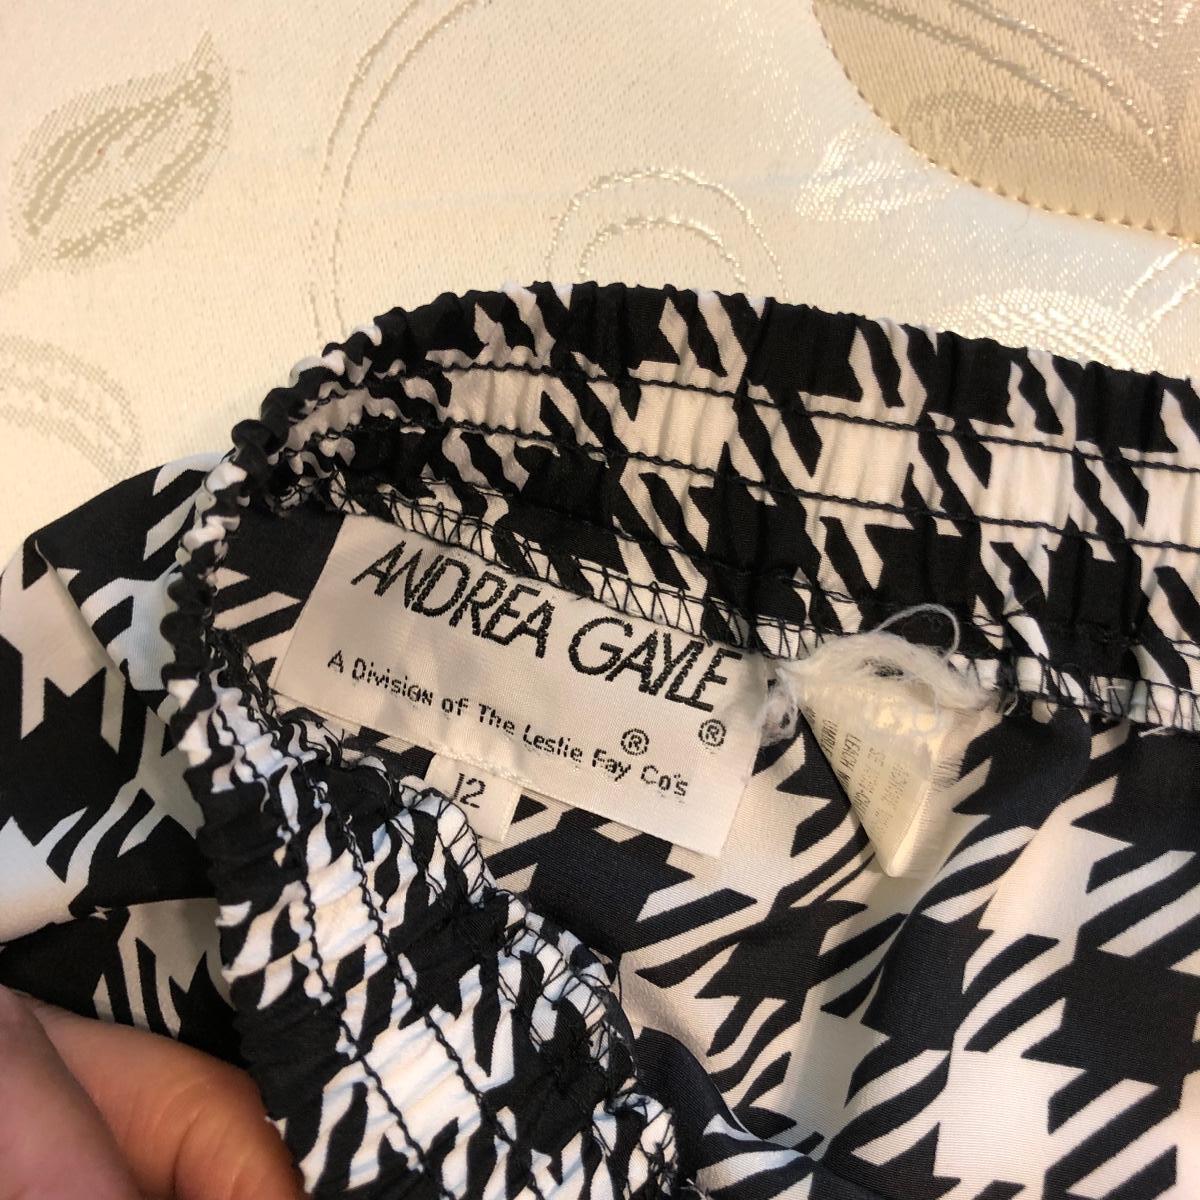 ANDREA GAYLE ®
A Division of The Leslie Fay Co's ®
12